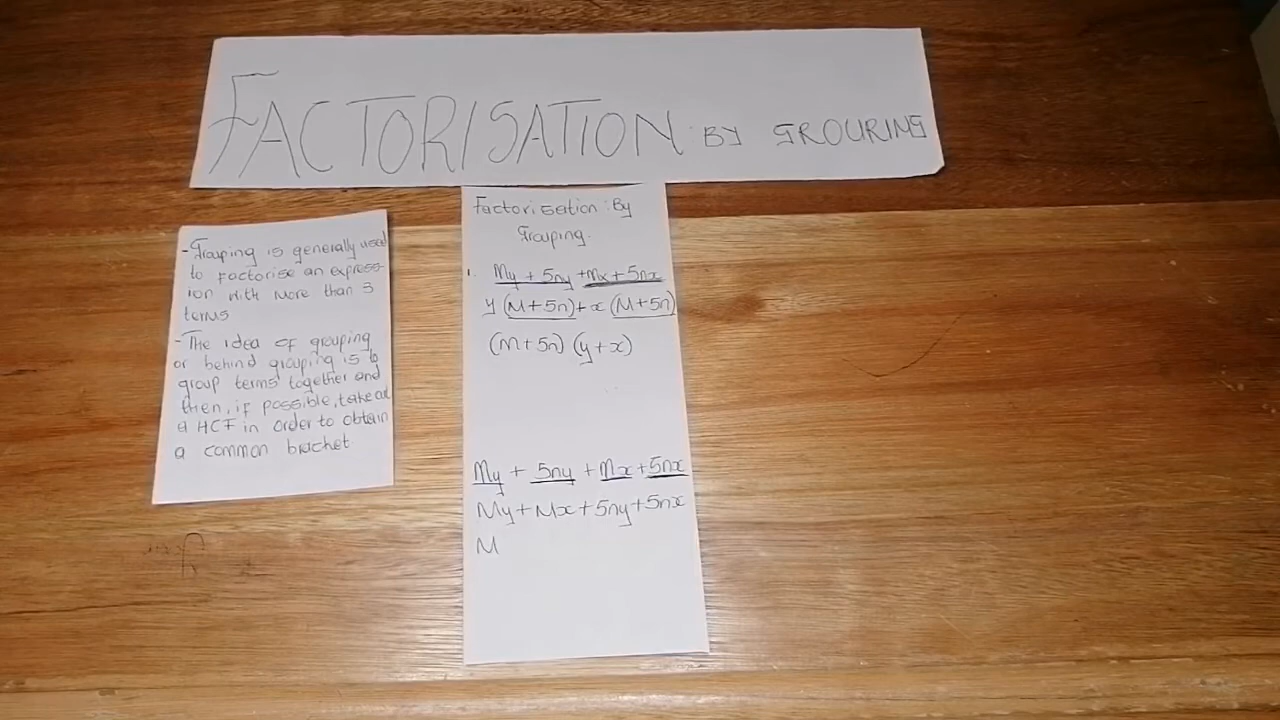 FACTORISATION BY GROUPING
- Grouping is generally used
to factorise an express-
ion with more than 3
terms
- The idea of grouping
or behind grouping is to
group terms together and
then, if possible, take out
a HCF in order to obtain
a common bracket.
Factorisation : By
Grouping.
1. My + 5ny + Mx + 5nx
y (M + 5n) + x (M + 5n)
(M + 5n) (y + x)
My + 5ny + Mx + 5nx
My + Mx + 5ny + 5nx
M